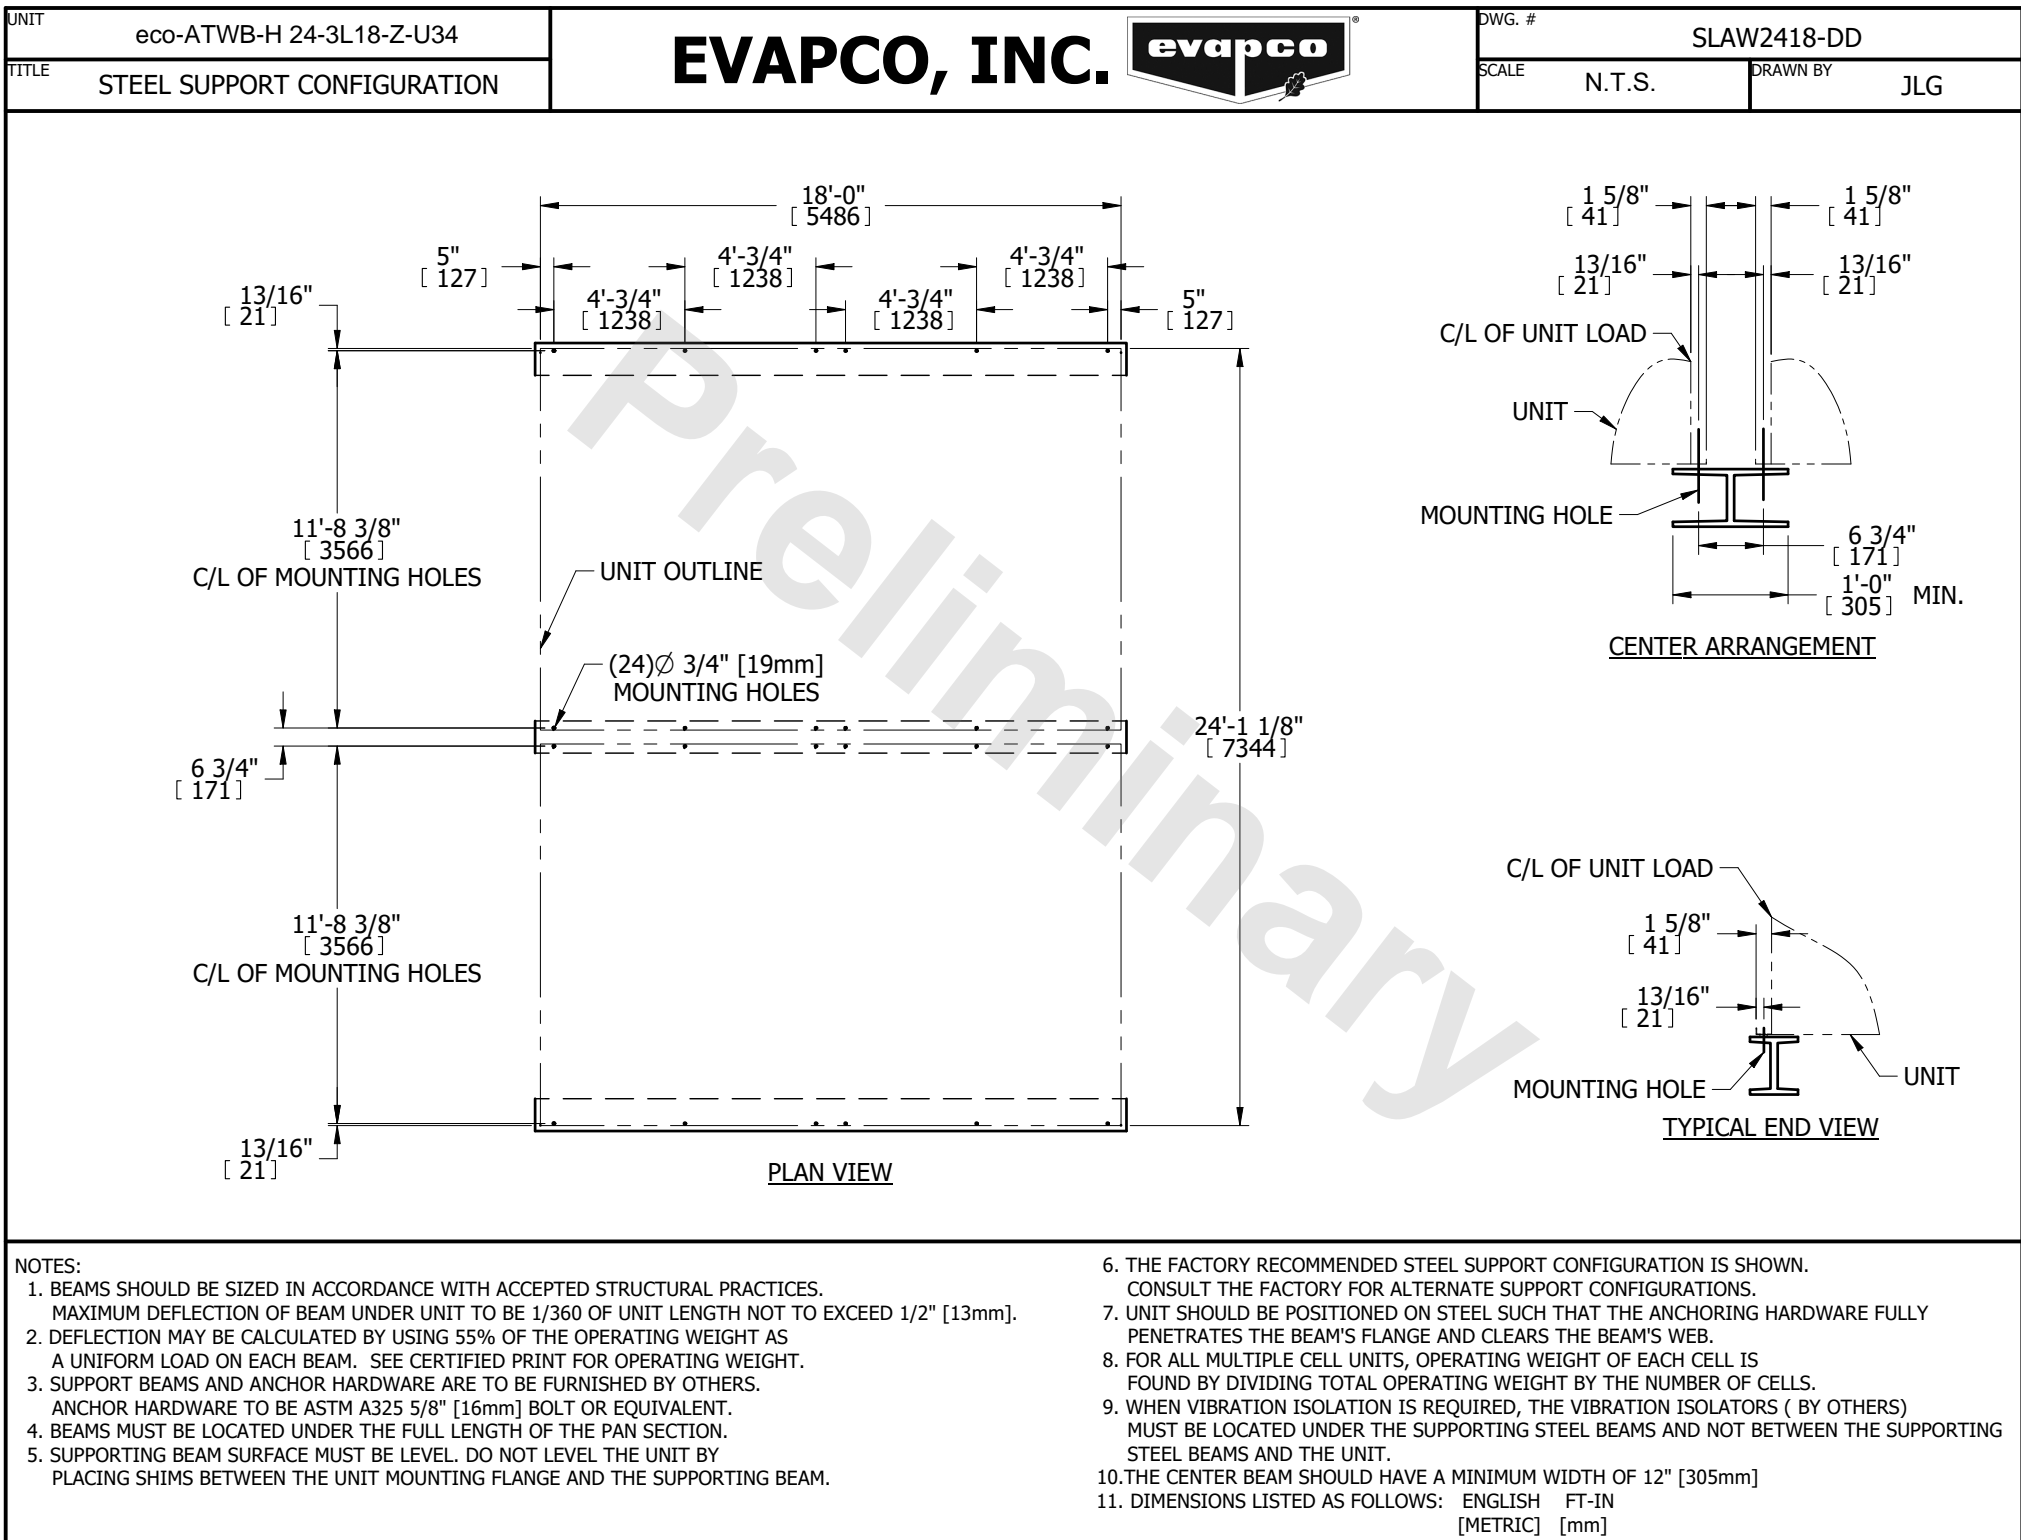 UNIT
eco-ATWB-H 24-3L18-Z-U34
TITLE
STEEL SUPPORT CONFIGURATION
EVAPCO, INC.
evapco
®
DWG. #
SLAW2418-DD
SCALE
N.T.S.
DRAWN BY
JLG
18'-0"
[ 5486 ]
5"
[ 127 ]
4'-3/4"
[ 1238 ]
4'-3/4"
[ 1238 ]
13/16"
[ 21 ]
4'-3/4"
[ 1238 ]
4'-3/4"
[ 1238 ]
5"
[ 127 ]
11'-8 3/8"
[ 3566 ]
C/L OF MOUNTING HOLES
UNIT OUTLINE
(24)∅ 3/4" [19mm]
MOUNTING HOLES
24'-1 1/8"
[ 7344 ]
6 3/4"
[ 171 ]
11'-8 3/8"
[ 3566 ]
C/L OF MOUNTING HOLES
13/16"
[ 21 ]
PLAN VIEW
Preliminary
1 5/8"
[ 41 ]
1 5/8"
[ 41 ]
13/16"
[ 21 ]
13/16"
[ 21 ]
C/L OF UNIT LOAD
UNIT
MOUNTING HOLE
6 3/4"
[ 171 ]
1'-0"
[ 305 ] MIN.
CENTER ARRANGEMENT
C/L OF UNIT LOAD
1 5/8"
[ 41 ]
13/16"
[ 21 ]
MOUNTING HOLE
UNIT
TYPICAL END VIEW
NOTES:
1. BEAMS SHOULD BE SIZED IN ACCORDANCE WITH ACCEPTED STRUCTURAL PRACTICES.
MAXIMUM DEFLECTION OF BEAM UNDER UNIT TO BE 1/360 OF UNIT LENGTH NOT TO EXCEED 1/2" [13mm].
2. DEFLECTION MAY BE CALCULATED BY USING 55% OF THE OPERATING WEIGHT AS
A UNIFORM LOAD ON EACH BEAM. SEE CERTIFIED PRINT FOR OPERATING WEIGHT.
3. SUPPORT BEAMS AND ANCHOR HARDWARE ARE TO BE FURNISHED BY OTHERS.
ANCHOR HARDWARE TO BE ASTM A325 5/8" [16mm] BOLT OR EQUIVALENT.
4. BEAMS MUST BE LOCATED UNDER THE FULL LENGTH OF THE PAN SECTION.
5. SUPPORTING BEAM SURFACE MUST BE LEVEL. DO NOT LEVEL THE UNIT BY
PLACING SHIMS BETWEEN THE UNIT MOUNTING FLANGE AND THE SUPPORTING BEAM.
6. THE FACTORY RECOMMENDED STEEL SUPPORT CONFIGURATION IS SHOWN.
CONSULT THE FACTORY FOR ALTERNATE SUPPORT CONFIGURATIONS.
7. UNIT SHOULD BE POSITIONED ON STEEL SUCH THAT THE ANCHORING HARDWARE FULLY
PENETRATES THE BEAM'S FLANGE AND CLEARS THE BEAM'S WEB.
8. FOR ALL MULTIPLE CELL UNITS, OPERATING WEIGHT OF EACH CELL IS
FOUND BY DIVIDING TOTAL OPERATING WEIGHT BY THE NUMBER OF CELLS.
9. WHEN VIBRATION ISOLATION IS REQUIRED, THE VIBRATION ISOLATORS ( BY OTHERS)
MUST BE LOCATED UNDER THE SUPPORTING STEEL BEAMS AND NOT BETWEEN THE SUPPORTING
STEEL BEAMS AND THE UNIT.
10.THE CENTER BEAM SHOULD HAVE A MINIMUM WIDTH OF 12" [305mm]
11. DIMENSIONS LISTED AS FOLLOWS: ENGLISH FT-IN
[METRIC] [mm]